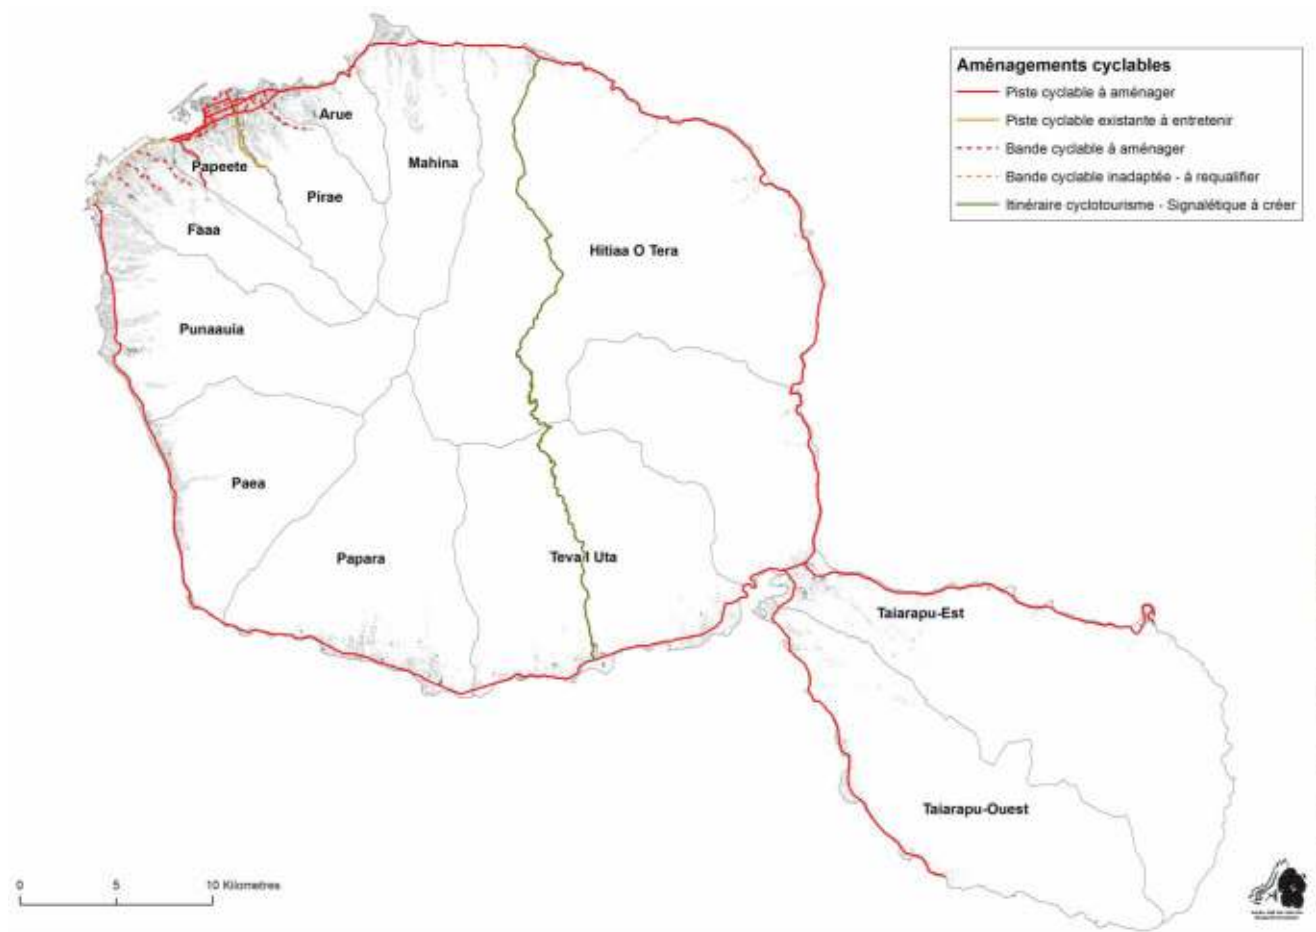 Aménagements cyclables
Piste cyclable à aménager
Piste cyclable existante à entretenir
Bande cyclable à aménager
Bande cyclable inadaptée - à requalifier
Itinéraire cyclotourisme - Signalétique à créer
Arue
Mahina
Papeete
Pirae
Faaa
Hitiaa O Tera
Punaauia
Paea
Papara
Teva I Uta
Taiarapu-Est
Taiarapu-Ouest
0 5 10 Kilometres